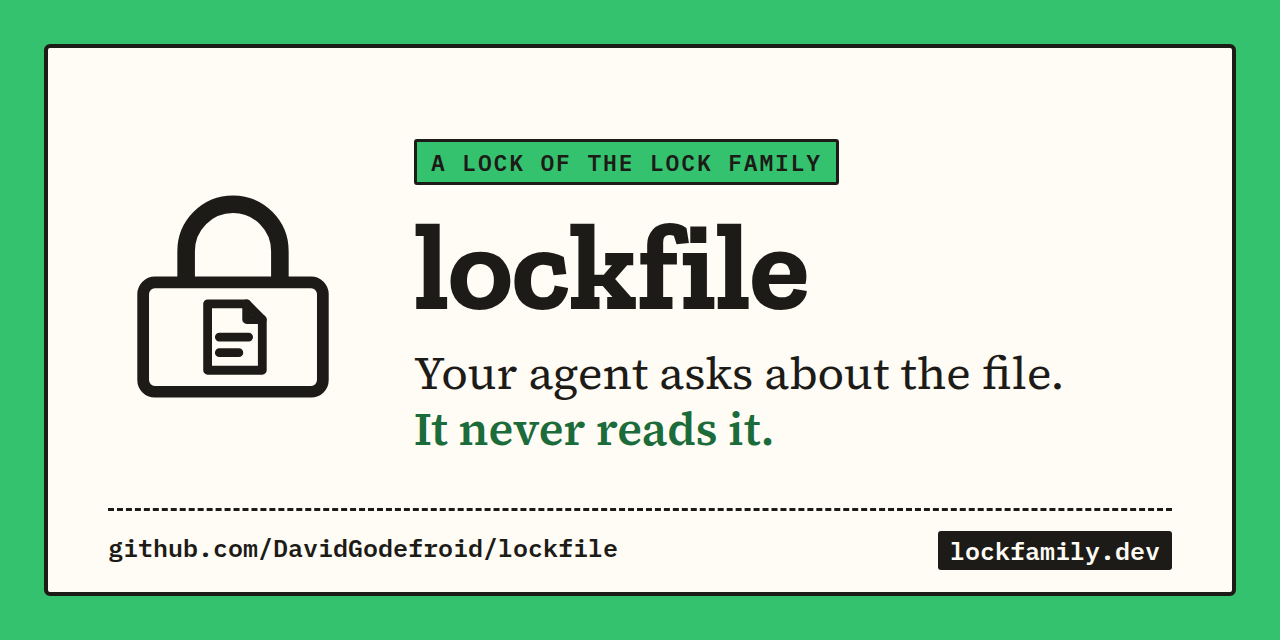 A LOCK OF THE LOCK FAMILY
lockfile
Your agent asks about the file.
It never reads it.
github.com/DavidGodefroid/lockfile
lockfamily.dev